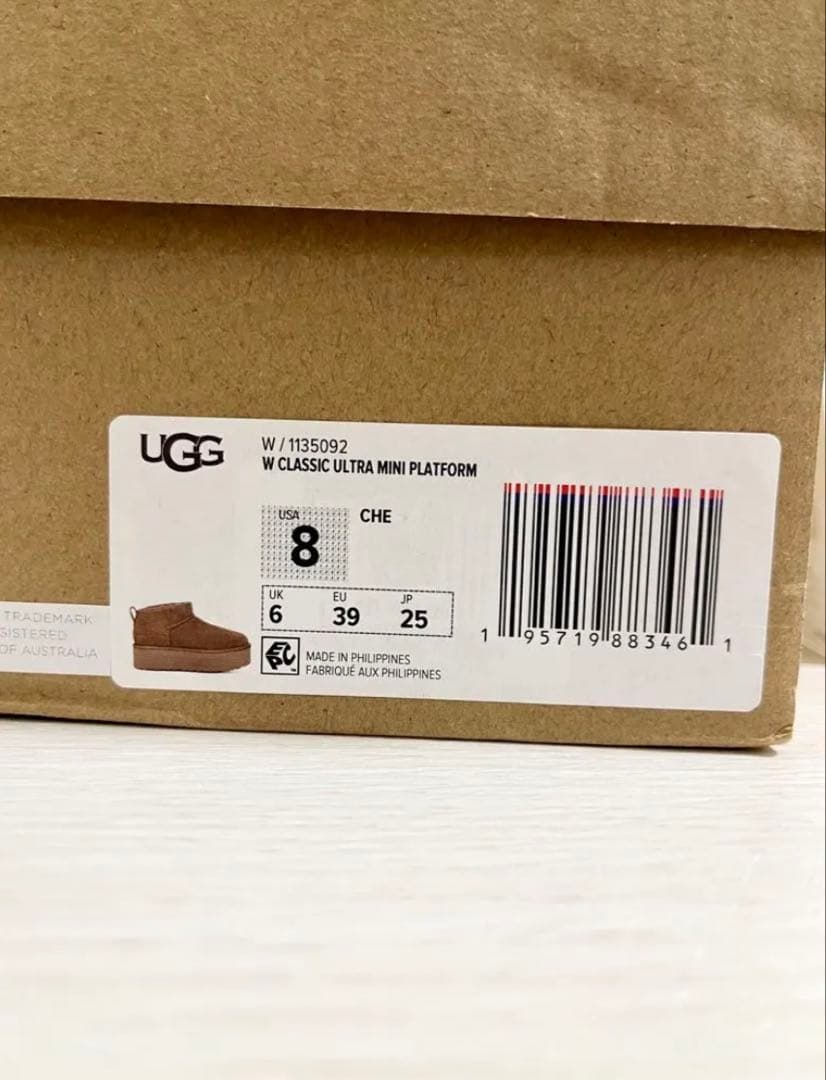 UGG
W / 1135092
W CLASSIC ULTRA MINI PLATFORM
USA
8
CHE
UK
6
EU
39
JP
25
MADE IN PHILIPPINES
FABRIQUÉ AUX PHILIPPINES
1 95719 88346 1
TRADEMARK
GISTERED
OF AUSTRALIA